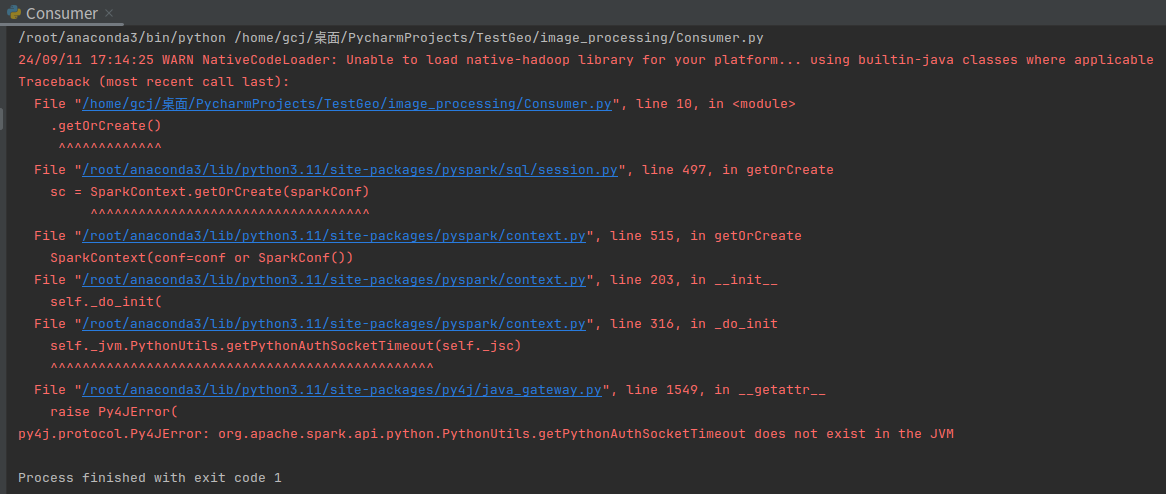 Consumer ×
/root/anaconda3/bin/python /home/gcj/桌面/PycharmProjects/TestGeo/image_processing/Consumer.py
24/09/11 17:14:25 WARN NativeCodeLoader: Unable to load native-hadoop library for your platform... using builtin-java classes where applicable
Traceback (most recent call last):
  File "/home/gcj/桌面/PycharmProjects/TestGeo/image_processing/Consumer.py", line 10, in <module>
    .getOrCreate()
     ^^^^^^^^^^^^^
  File "/root/anaconda3/lib/python3.11/site-packages/pyspark/sql/session.py", line 497, in getOrCreate
    sc = SparkContext.getOrCreate(sparkConf)
         ^^^^^^^^^^^^^^^^^^^^^^^^^^^^^^^^^^^
  File "/root/anaconda3/lib/python3.11/site-packages/pyspark/context.py", line 515, in getOrCreate
    SparkContext(conf=conf or SparkConf())
  File "/root/anaconda3/lib/python3.11/site-packages/pyspark/context.py", line 203, in __init__
    self._do_init(
  File "/root/anaconda3/lib/python3.11/site-packages/pyspark/context.py", line 316, in _do_init
    self._jvm.PythonUtils.getPythonAuthSocketTimeout(self._jsc)
    ^^^^^^^^^^^^^^^^^^^^^^^^^^^^^^^^^^^^^^^^^^^^^^^^
  File "/root/anaconda3/lib/python3.11/site-packages/py4j/java_gateway.py", line 1549, in __getattr__
    raise Py4JError(
py4j.protocol.Py4JError: org.apache.spark.api.python.PythonUtils.getPythonAuthSocketTimeout does not exist in the JVM
Process finished with exit code 1